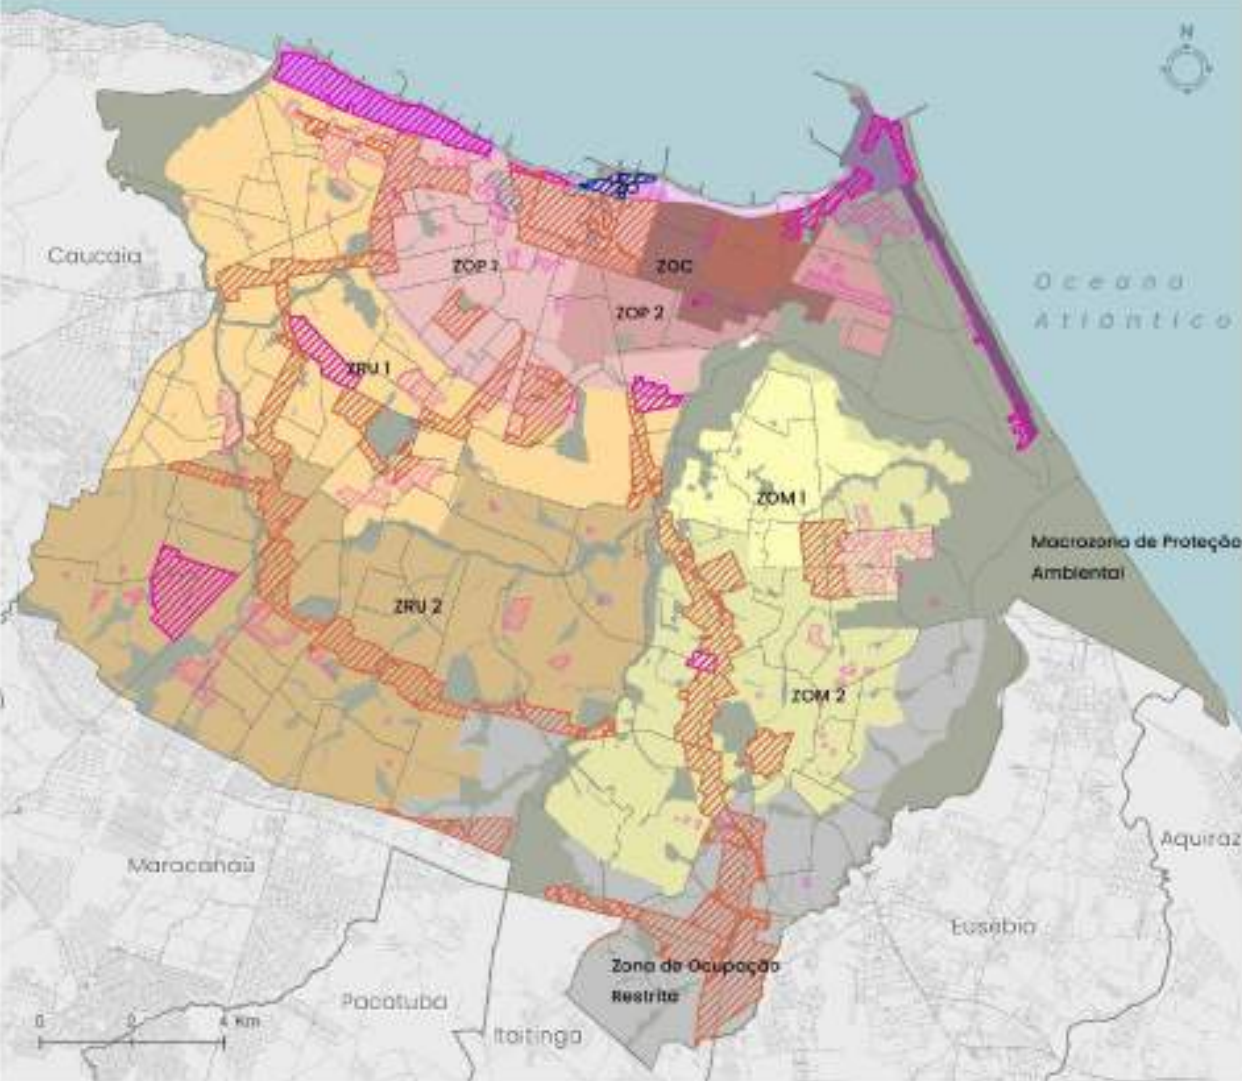 N
Caucaia
ZOP 1
ZOC
Oceano
Atlântico
ZOP 2
ZRU 1
ZOM 1
Macrozona de Proteção
Ambiental
ZRU 2
ZOM 2
Aquiraz
Maracanaú
Eusébio
Zona de Ocupação
Restrita
Pacatuba
0 2 4 Km
Itaitinga